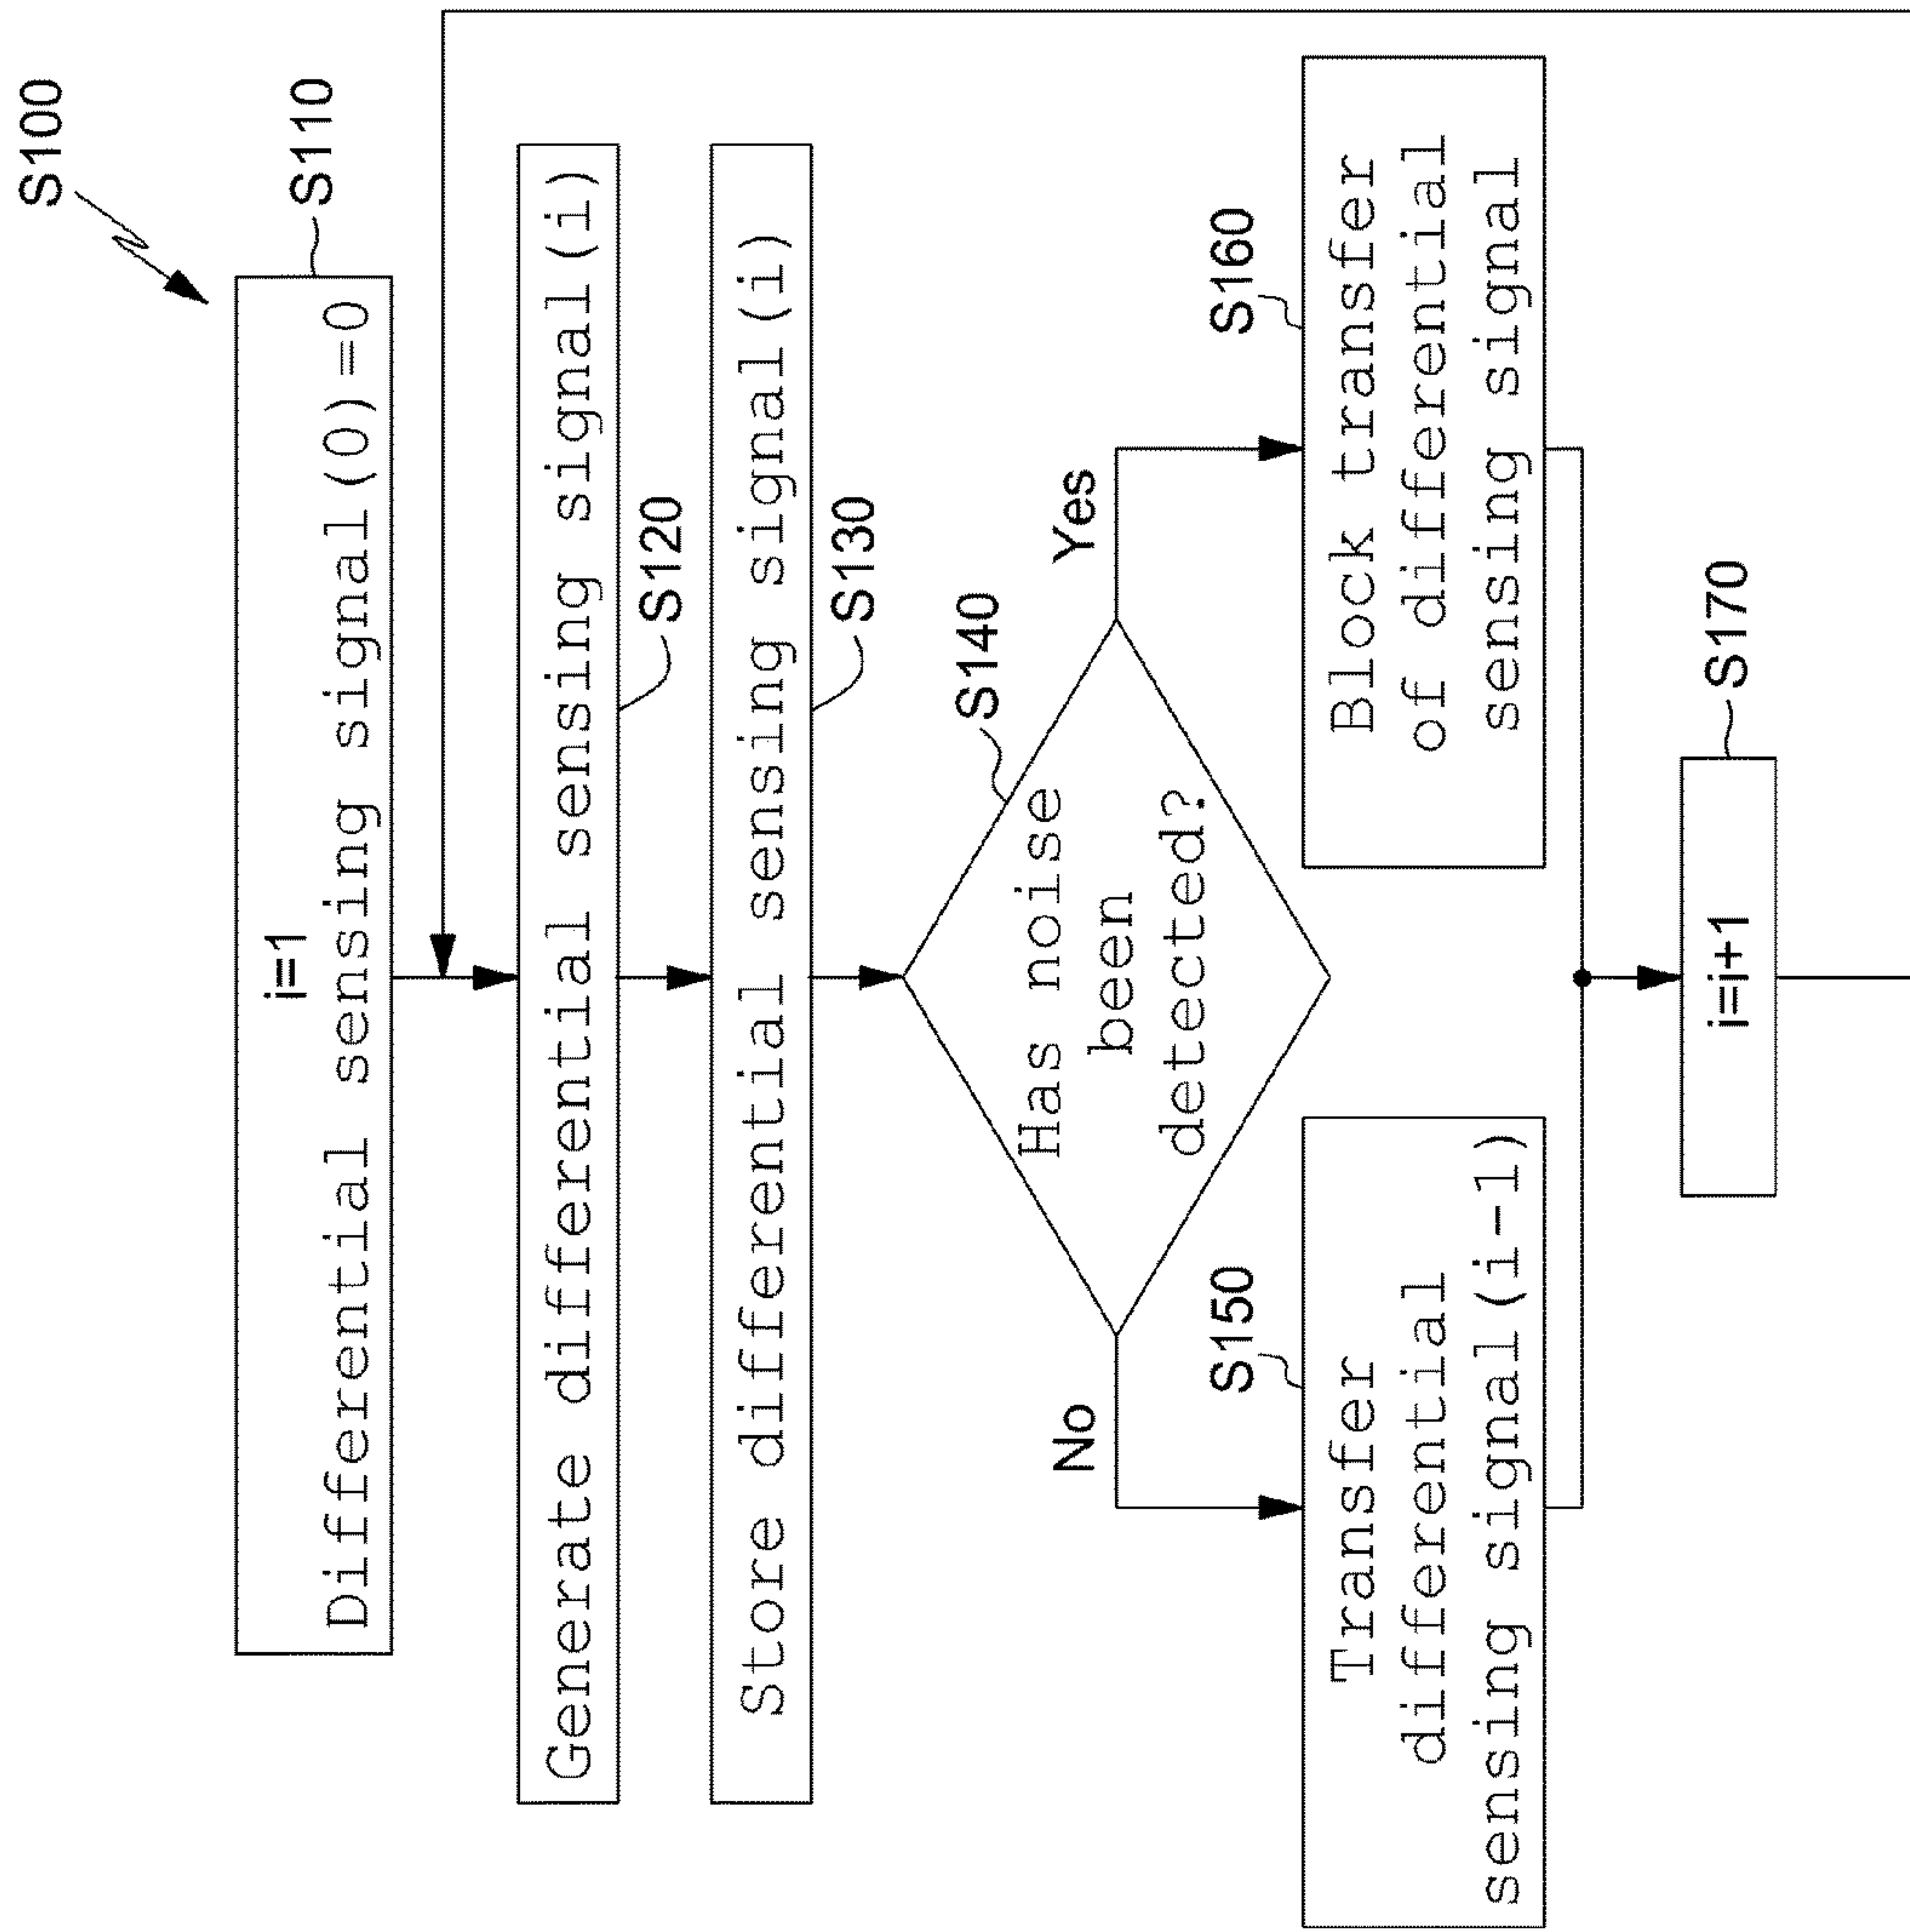 S100
i=1
Differential sensing signal(0)=0
S110
Generate differential sensing signal(i)
S120
Store differential sensing signal(i)
S130
Has noise
been
detected?
S140
No
Yes
Transfer
differential
sensing signal(i-1)
S150
Block transfer
of differential
sensing signal
S160
i=i+1
S170